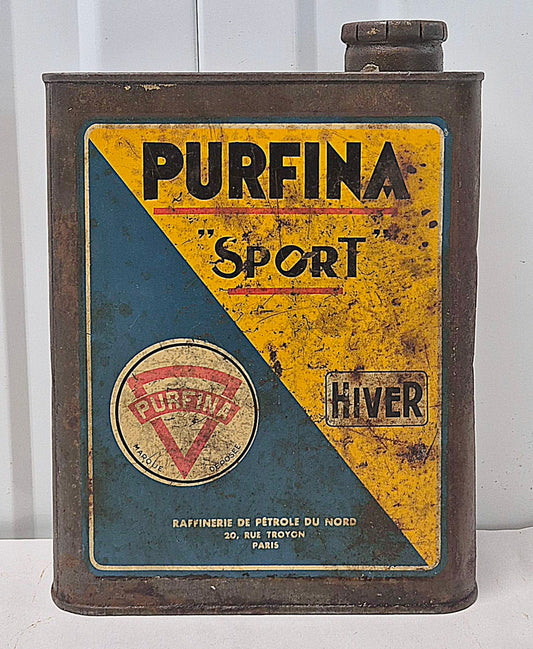 PURFINA
"SPORT"
HIVER
PURFINA
MARQUE DÉPOSÉE
RAFFINERIE DE PÉTROLE DU NORD
20, RUE TROYON
PARIS